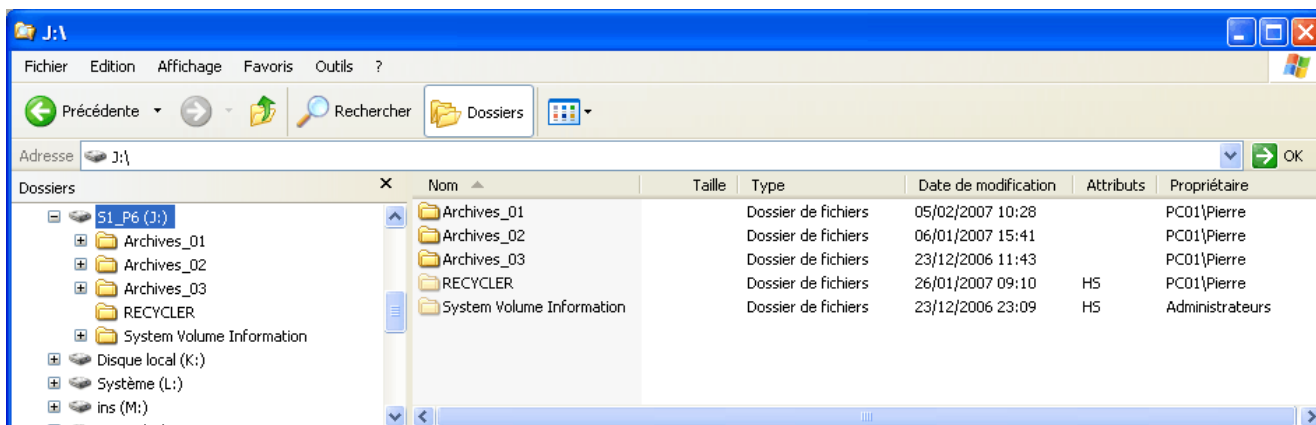 J:\
Fichier Edition Affichage Favoris Outils ?
Précédente Rechercher Dossiers
Adresse J:\ OK
Dossiers x Nom Taille Type Date de modification Attributs Propriétaire
S1_P6 (J:)
Archives_01
Archives_02
Archives_03
RECYCLER
System Volume Information
Disque local (K:)
Système (L:)
ins (M:)
Archives_01 Dossier de fichiers 05/02/2007 10:28 PC01\Pierre
Archives_02 Dossier de fichiers 06/01/2007 15:41 PC01\Pierre
Archives_03 Dossier de fichiers 23/12/2006 11:43 PC01\Pierre
RECYCLER Dossier de fichiers 26/01/2007 09:10 HS PC01\Pierre
System Volume Information Dossier de fichiers 23/12/2006 23:09 HS Administrateurs